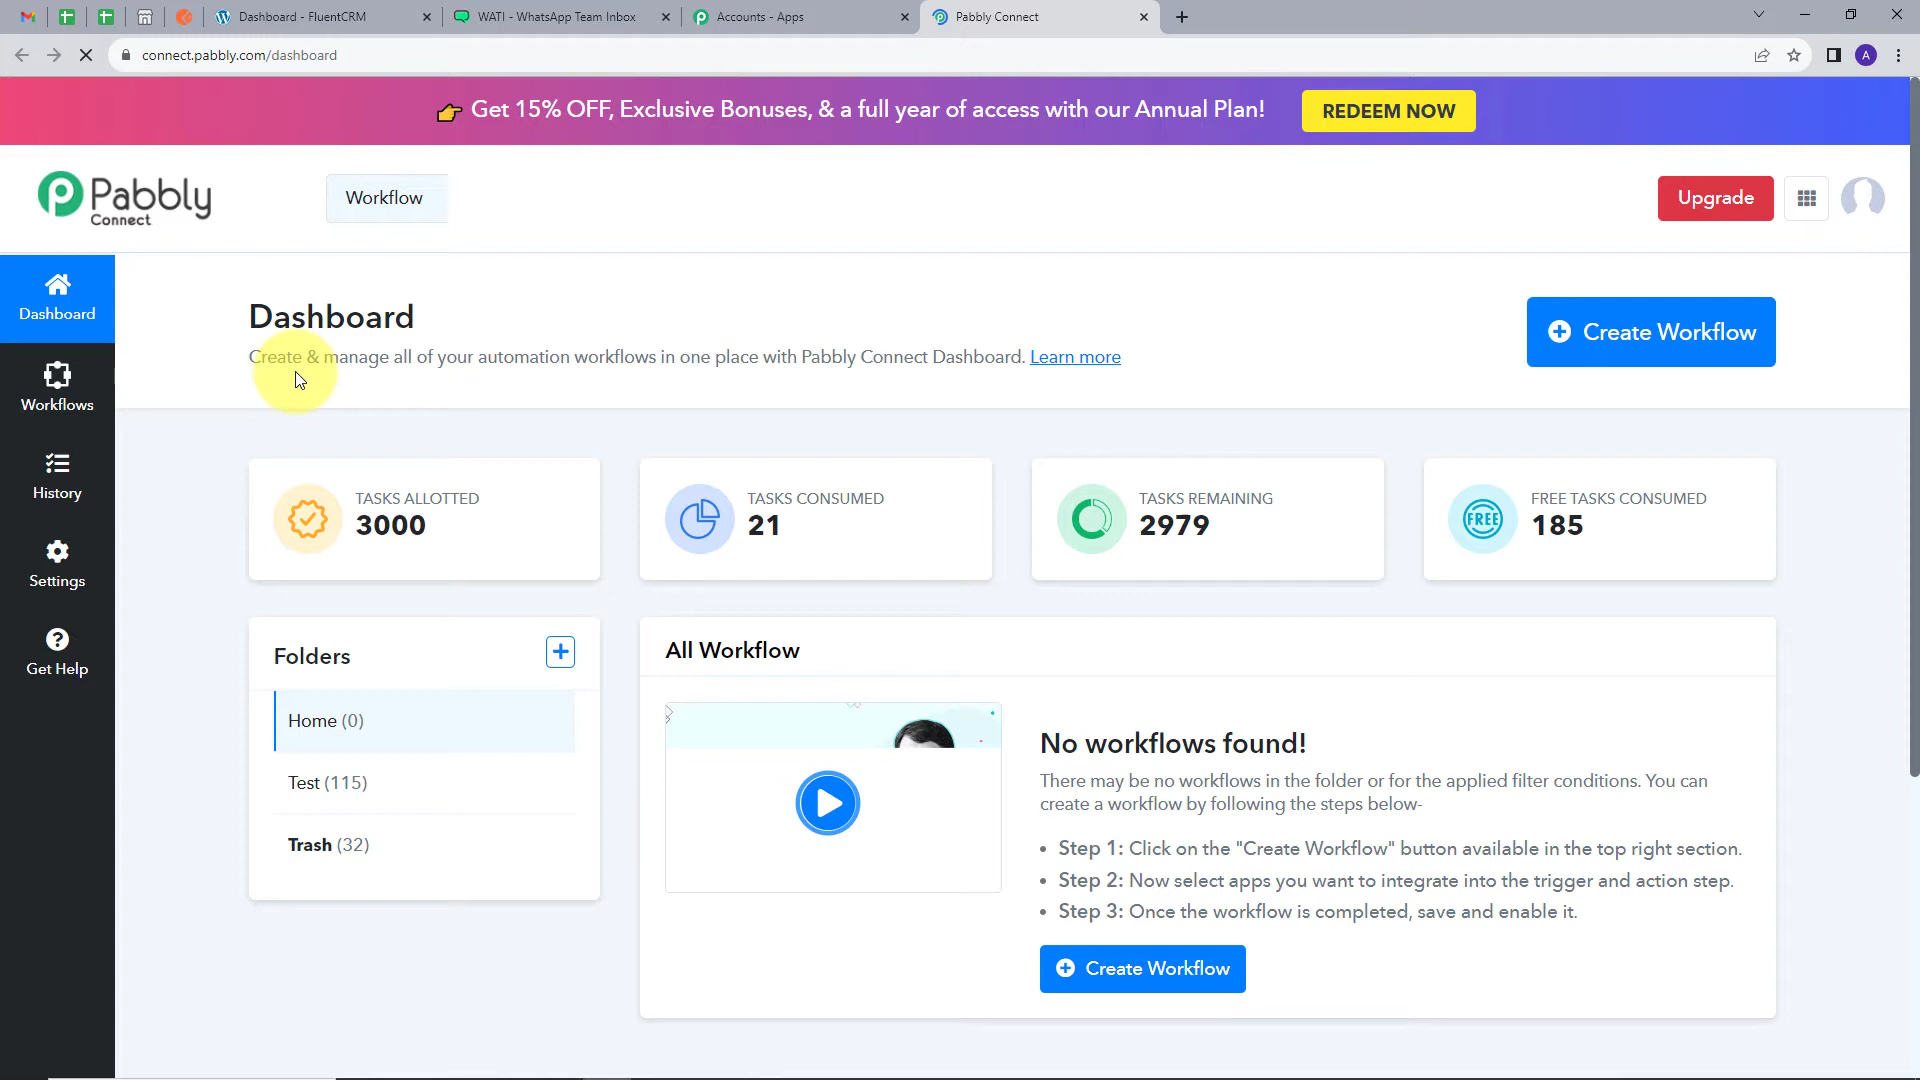 Dashboard - FluentCRM
WATI - WhatsApp Team Inbox
Accounts - Apps
Pabbly Connect
connect.pabbly.com/dashboard
A
Get 15% OFF, Exclusive Bonuses, & a full year of access with our Annual Plan!
REDEEM NOW
Pabbly
Connect
Workflow
Upgrade
Dashboard
Workflows
History
Settings
Get Help
Dashboard
Create & manage all of your automation workflows in one place with Pabbly Connect Dashboard. Learn more
Create Workflow
TASKS ALLOTTED
3000
TASKS CONSUMED
21
TASKS REMAINING
2979
FREE
FREE TASKS CONSUMED
185
Folders
Home (0)
Test (115)
Trash (32)
All Workflow
No workflows found!
There may be no workflows in the folder or for the applied filter conditions. You can
create a workflow by following the steps below-
• Step 1: Click on the "Create Workflow" button available in the top right section.
• Step 2: Now select apps you want to integrate into the trigger and action step.
• Step 3: Once the workflow is completed, save and enable it.
Create Workflow